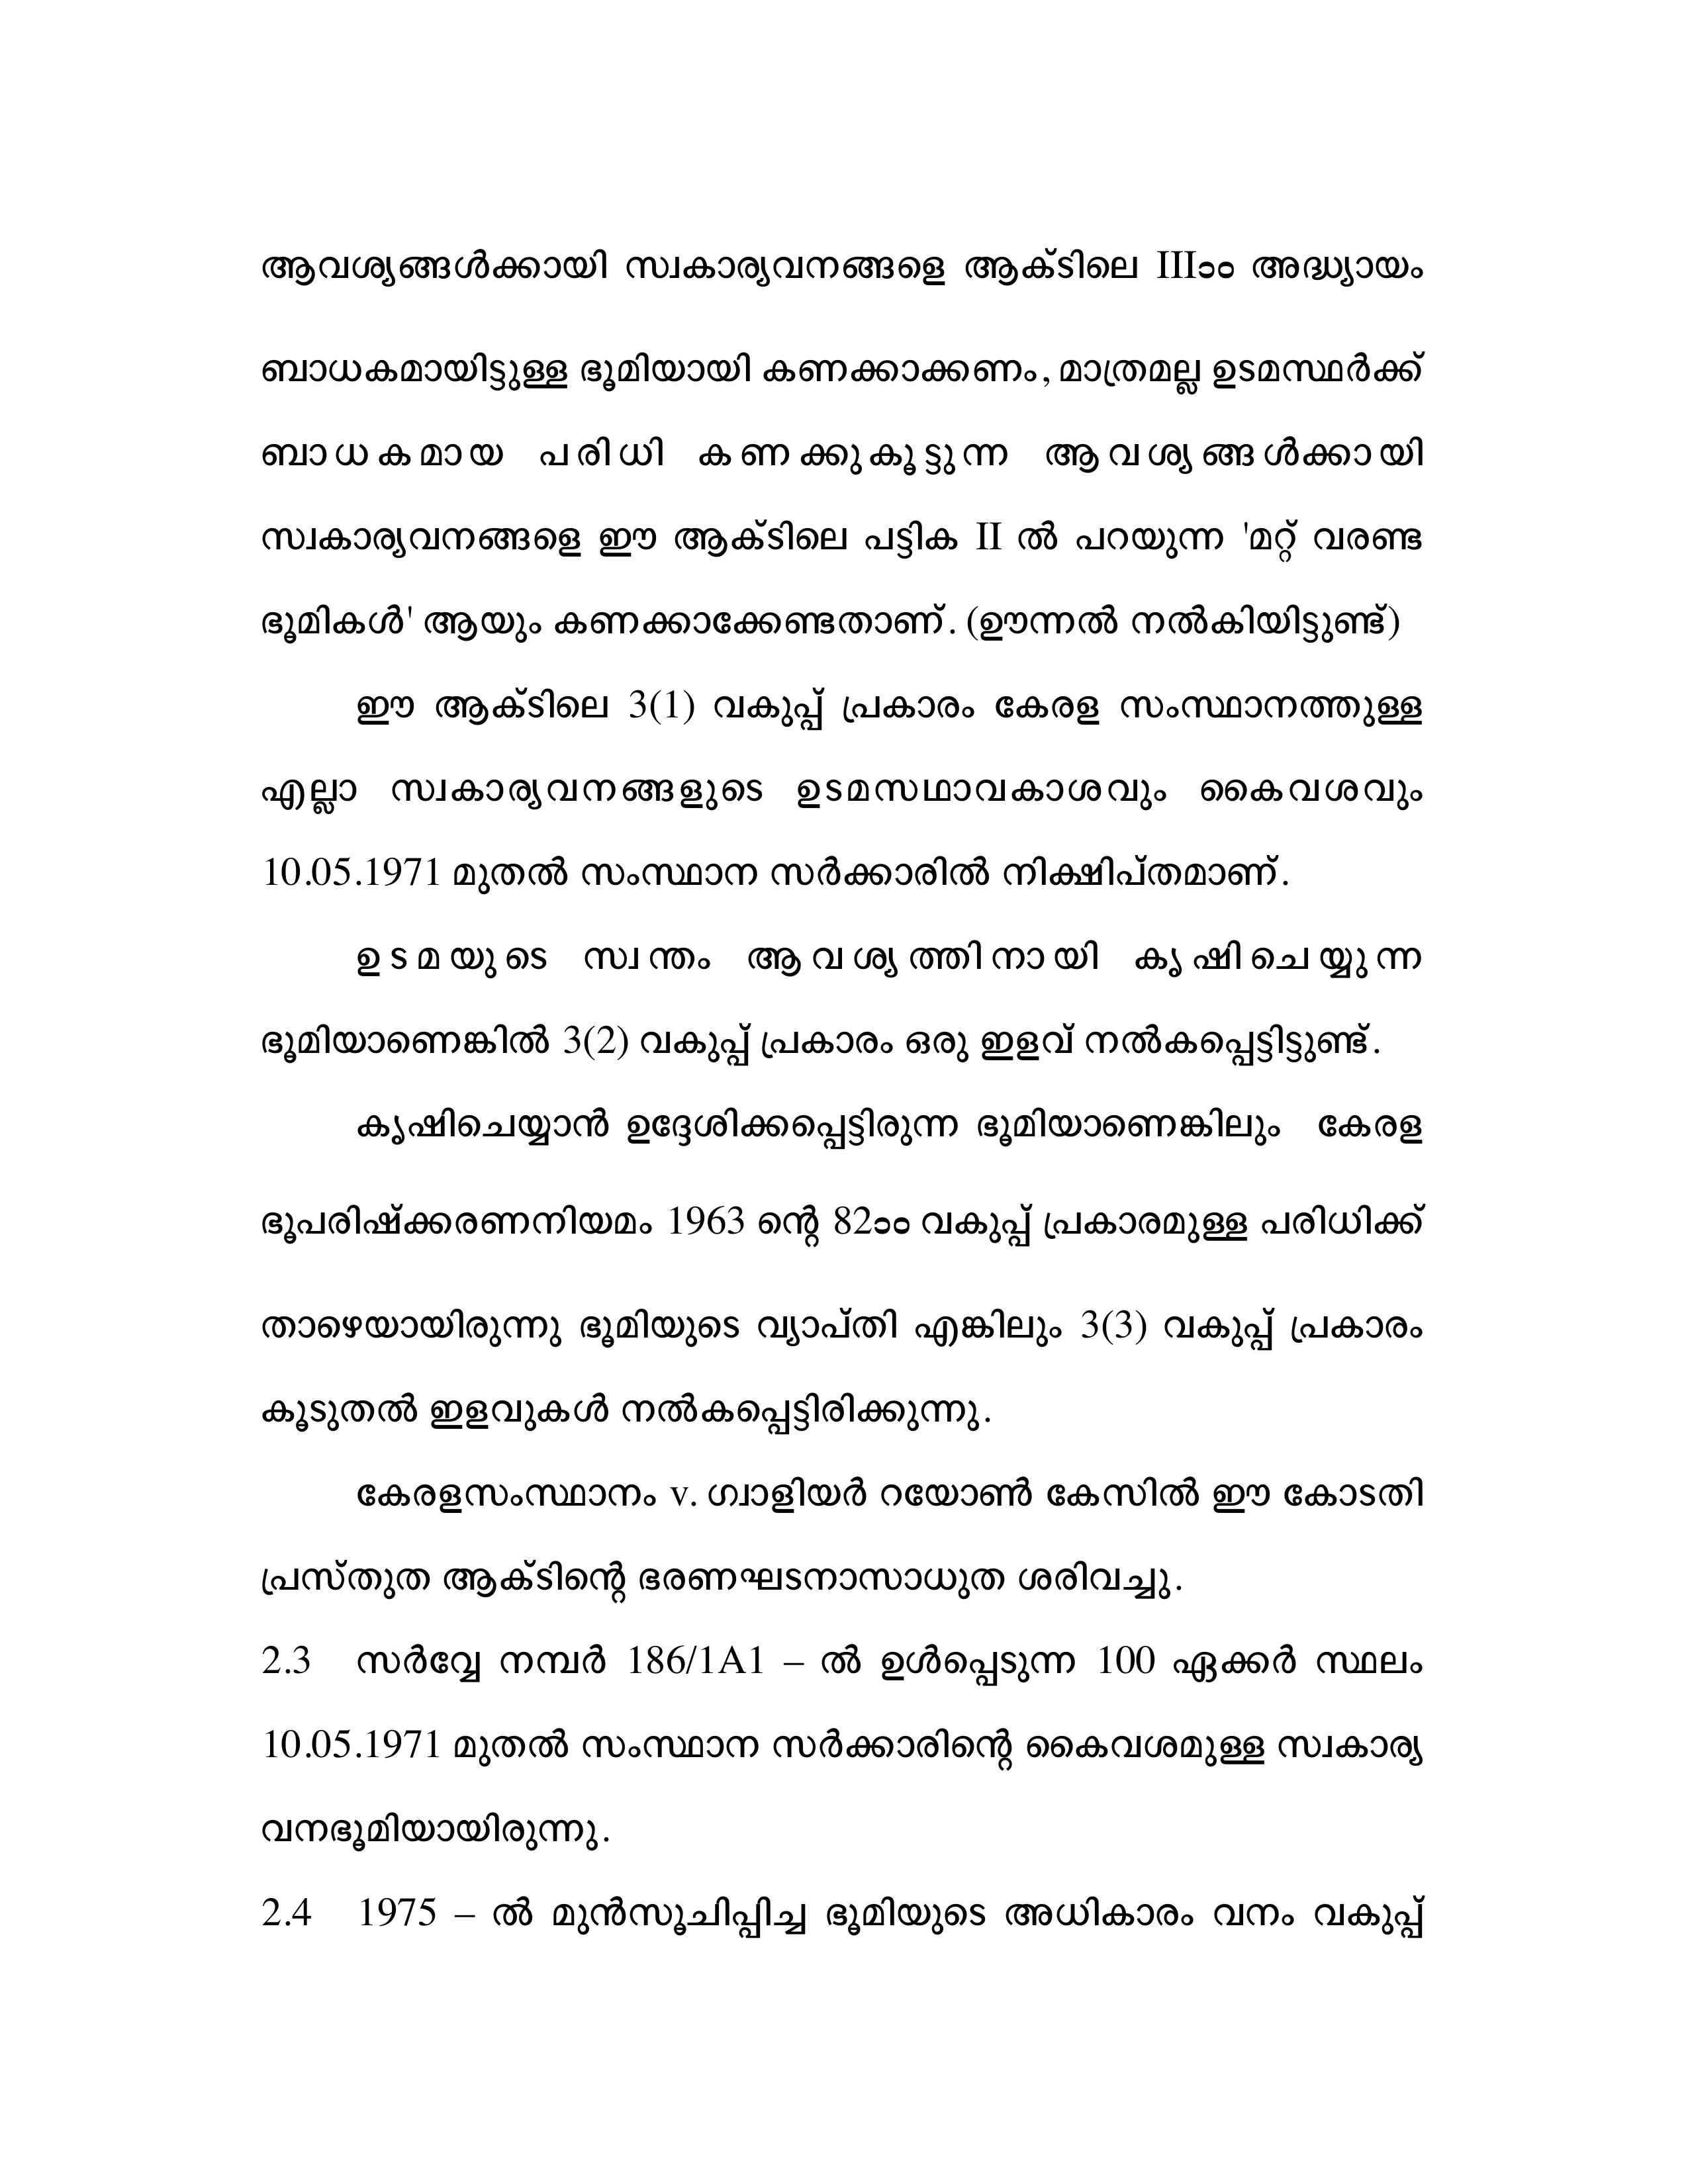 ആവശ്യങ്ങൾക്കായി സ്വകാര്യവനങ്ങളെ ആക്ടിലെ IIIാം അദ്ധ്യായം
ബാധകമായിട്ടുള്ള ഭൂമിയായി കണക്കാക്കണം, മാത്രമല്ല ഉടമസ്ഥർക്ക്
ബാധകമായ പരിധി കണക്കുകൂട്ടുന്ന ആവശ്യങ്ങൾക്കായി
സ്വകാര്യവനങ്ങളെ ഈ ആക്ടിലെ പട്ടിക II ൽ പറയുന്ന 'മറ്റ് വരണ്ട
ഭൂമികൾ' ആയും കണക്കാക്കേണ്ടതാണ്. (ഊന്നൽ നൽകിയിട്ടുണ്ട്)
ഈ ആക്ടിലെ 3(1) വകുപ്പ് പ്രകാരം കേരള സംസ്ഥാനത്തുള്ള
എല്ലാ സ്വകാര്യവനങ്ങളുടെ ഉടമസഥാവകാശവും കൈവശവും
10.05.1971 മുതൽ സംസ്ഥാന സർക്കാരിൽ നിക്ഷിപ്തമാണ്.
ഉടമയുടെ സ്വന്തം ആവശ്യത്തിനായി കൃഷിചെയ്യുന്ന
ഭൂമിയാണെങ്കിൽ 3(2) വകുപ്പ് പ്രകാരം ഒരു ഇളവ് നൽകപ്പെട്ടിട്ടുണ്ട്.
കൃഷിചെയ്യാൻ ഉദ്ദേശിക്കപ്പെട്ടിരുന്ന ഭൂമിയാണെങ്കിലും കേരള
ഭൂപരിഷ്ക്കരണനിയമം 1963 ന്റെ 82ാം വകുപ്പ് പ്രകാരമുള്ള പരിധിക്ക്
താഴെയായിരുന്നു ഭൂമിയുടെ വ്യാപ്തി എങ്കിലും 3(3) വകുപ്പ് പ്രകാരം
കൂടുതൽ ഇളവുകൾ നൽകപ്പെട്ടിരിക്കുന്നു.
കേരളസംസ്ഥാനം v. ഗ്വാളിയർ റയോൺ കേസിൽ ഈ കോടതി
പ്രസ്തുത ആക്ടിന്റെ ഭരണഘടനാസാധുത ശരിവച്ചു.
2.3 സർവ്വേ നമ്പർ 186/1A1 – ൽ ഉൾപ്പെടുന്ന 100 ഏക്കർ സ്ഥലം
10.05.1971 മുതൽ സംസ്ഥാന സർക്കാരിന്റെ കൈവശമുള്ള സ്വകാര്യ
വനഭൂമിയായിരുന്നു.
2.4 1975 – ൽ മുൻസൂചിപ്പിച്ച ഭൂമിയുടെ അധികാരം വനം വകുപ്പ്